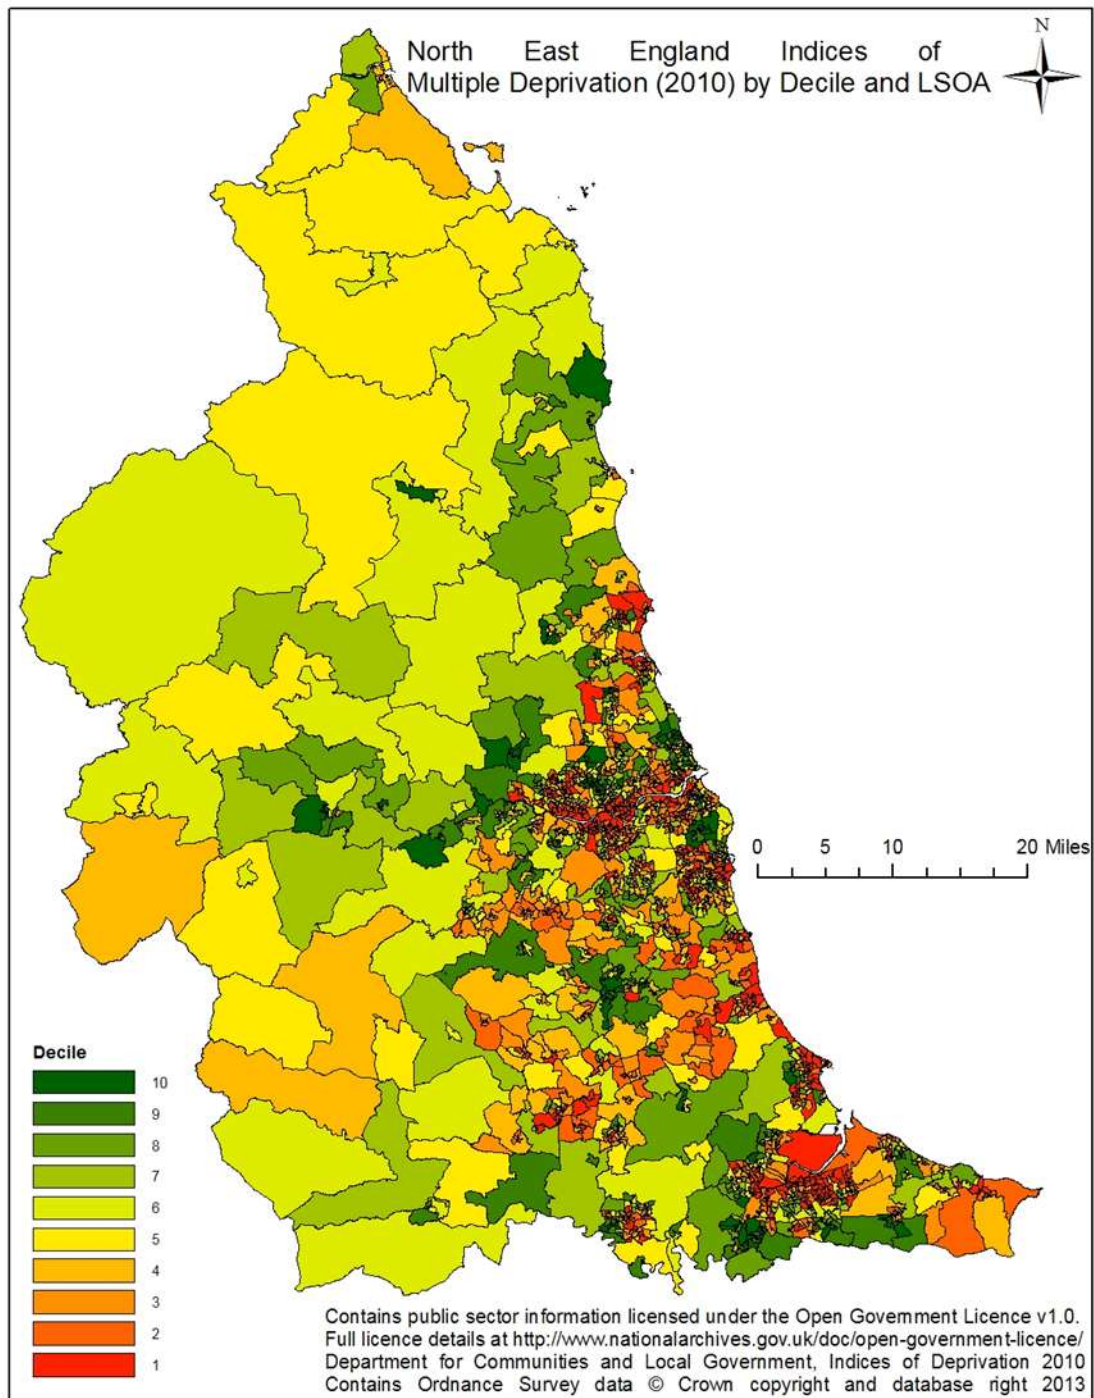 North East England Indices of
Multiple Deprivation (2010) by Decile and LSOA
N
0 5 10 20 Miles
Decile
10
9
8
7
6
5
4
3
2
1
Contains public sector information licensed under the Open Government Licence v1.0.
Full licence details at http://www.nationalarchives.gov.uk/doc/open-government-licence/
Department for Communities and Local Government, Indices of Deprivation 2010
Contains Ordnance Survey data © Crown copyright and database right 2013